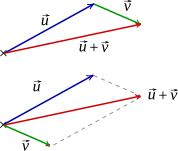 u⃗ v⃗
u⃗ + v⃗
u⃗
u⃗ + v⃗
v⃗